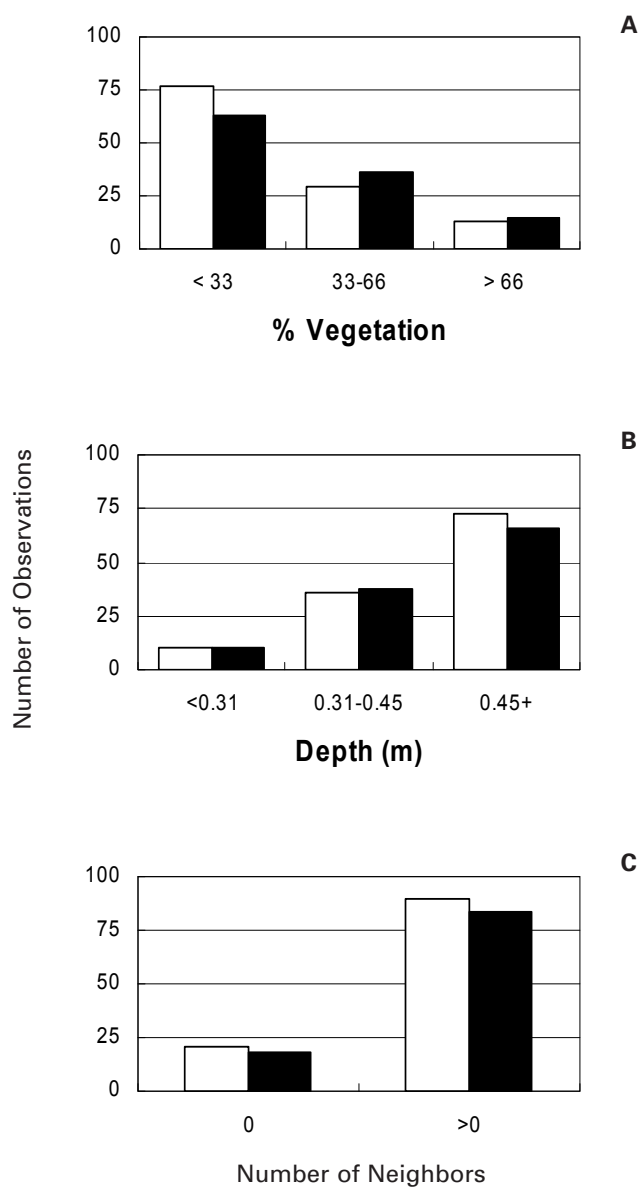 A
100
75
50
25
0
< 33 33-66 > 66
% Vegetation
B
Number of Observations
100
75
50
25
0
<0.31 0.31-0.45 0.45+
Depth (m)
C
100
75
50
25
0
0 >0
Number of Neighbors